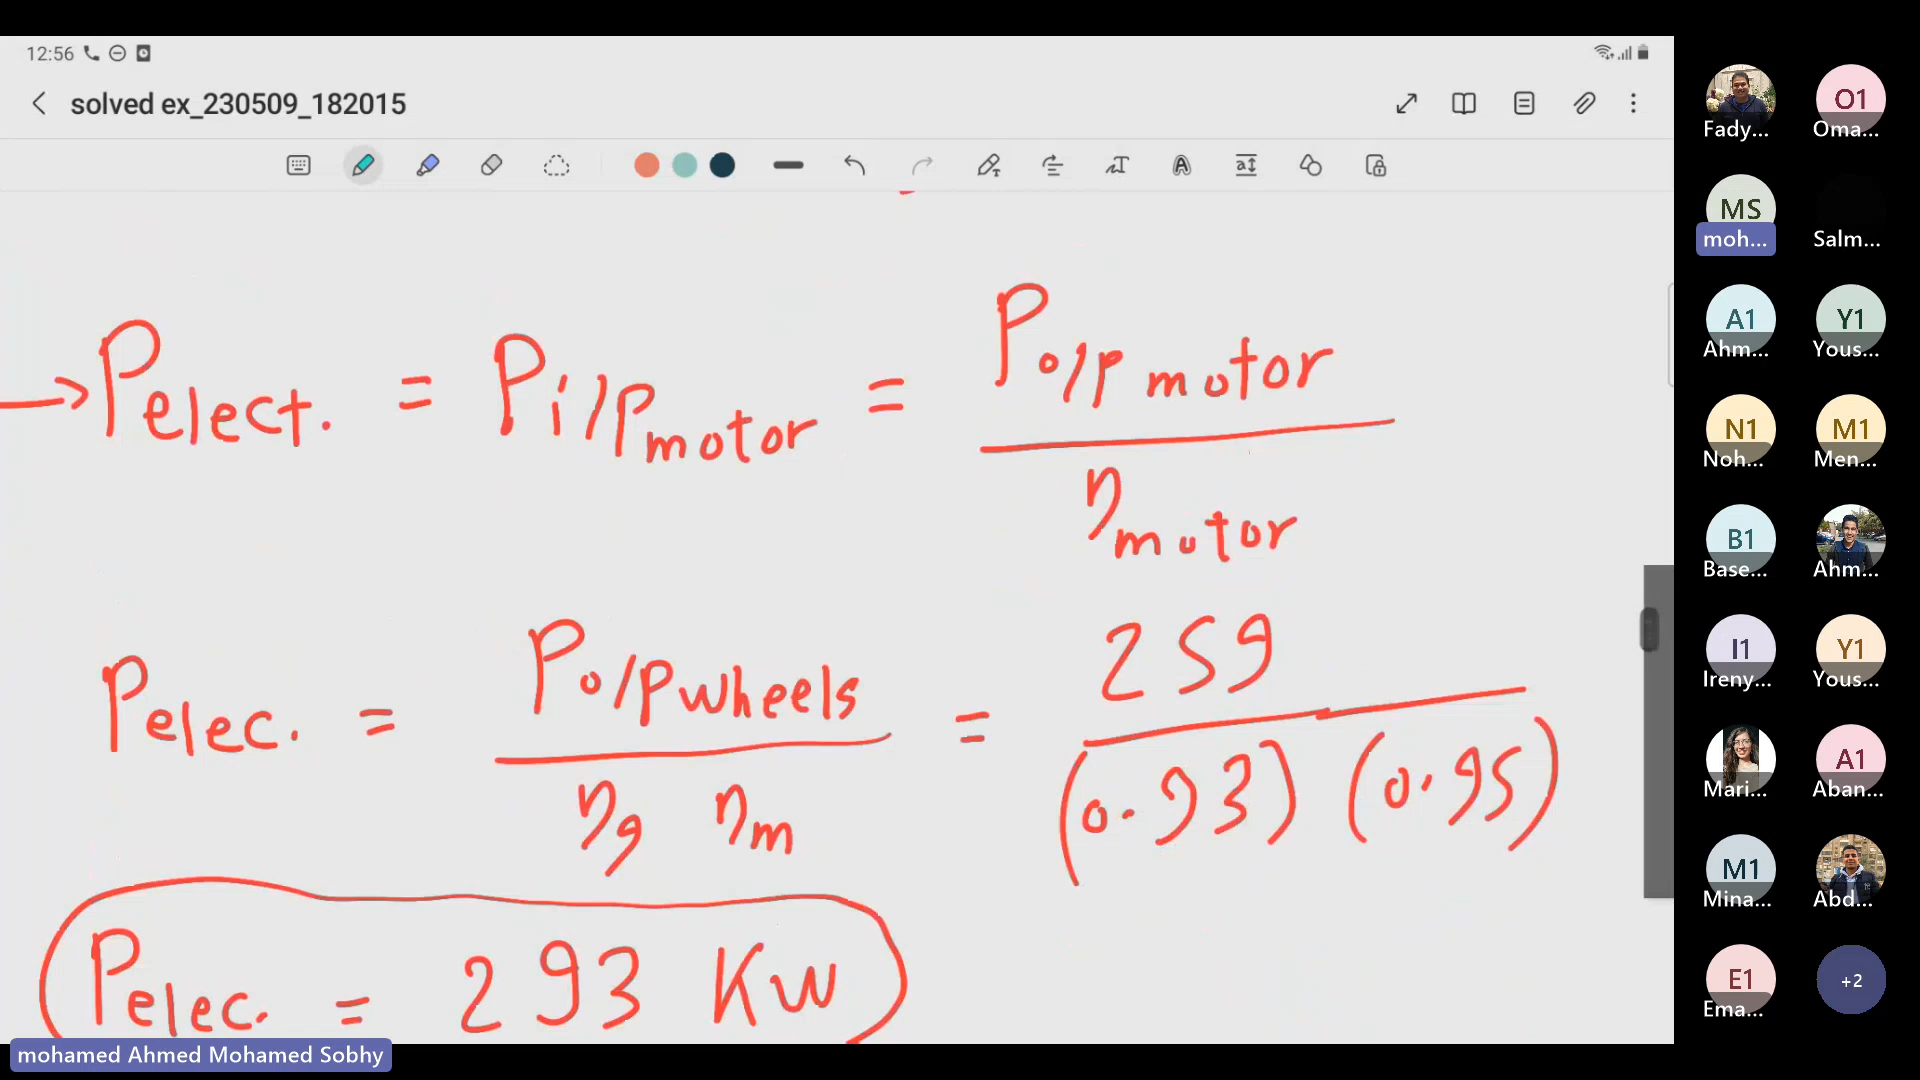 12:56
solved ex_230509_182015
→ Pelect. = Pi/p motor = Po/p motor / ηmotor
Pelec. = Po/p wheels / ηg ηm = 259 / (0.93) (0.95)
Pelec. = 293 Kw
mohamed Ahmed Mohamed Sobhy
Fady...
O1
Oma...
MS
moh...
Salm...
A1
Ahm...
Y1
Yous...
N1
Noh...
M1
Men...
B1
Base...
Ahm...
I1
Ireny...
Y1
Yous...
Mari...
A1
Aban...
M1
Mina...
Abd...
E1
Ema...
+2